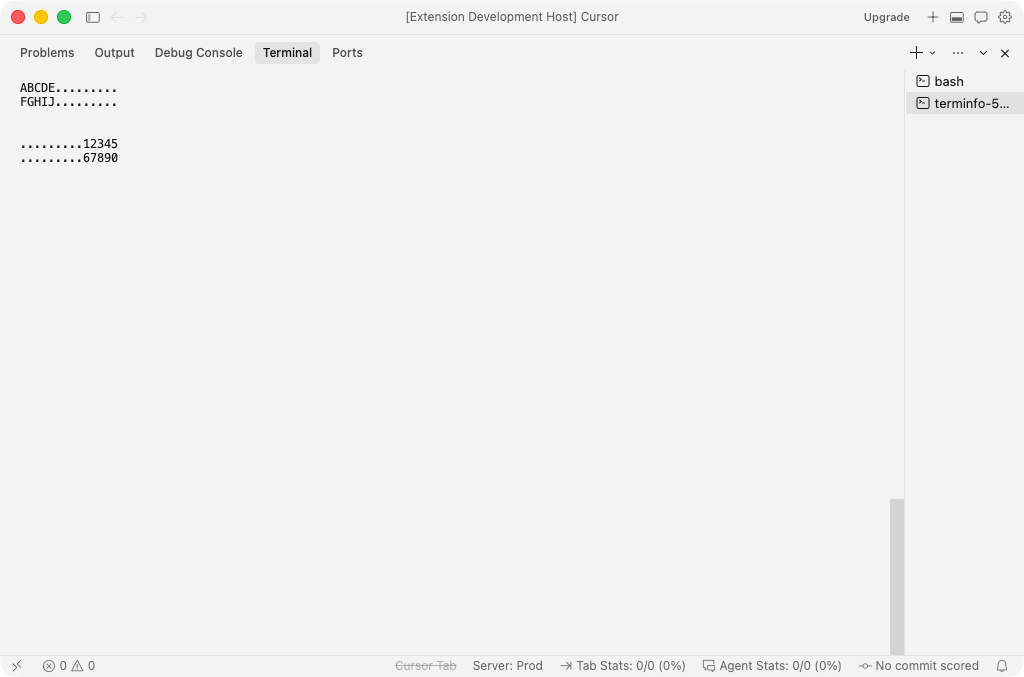 [Extension Development Host] Cursor
Upgrade
Problems Output Debug Console Terminal Ports
ABCDE.........
FGHIJ.........
.........12345
.........67890
bash
terminfo-5...
0 0 Cursor Tab Server: Prod Tab Stats: 0/0 (0%) Agent Stats: 0/0 (0%) No commit scored